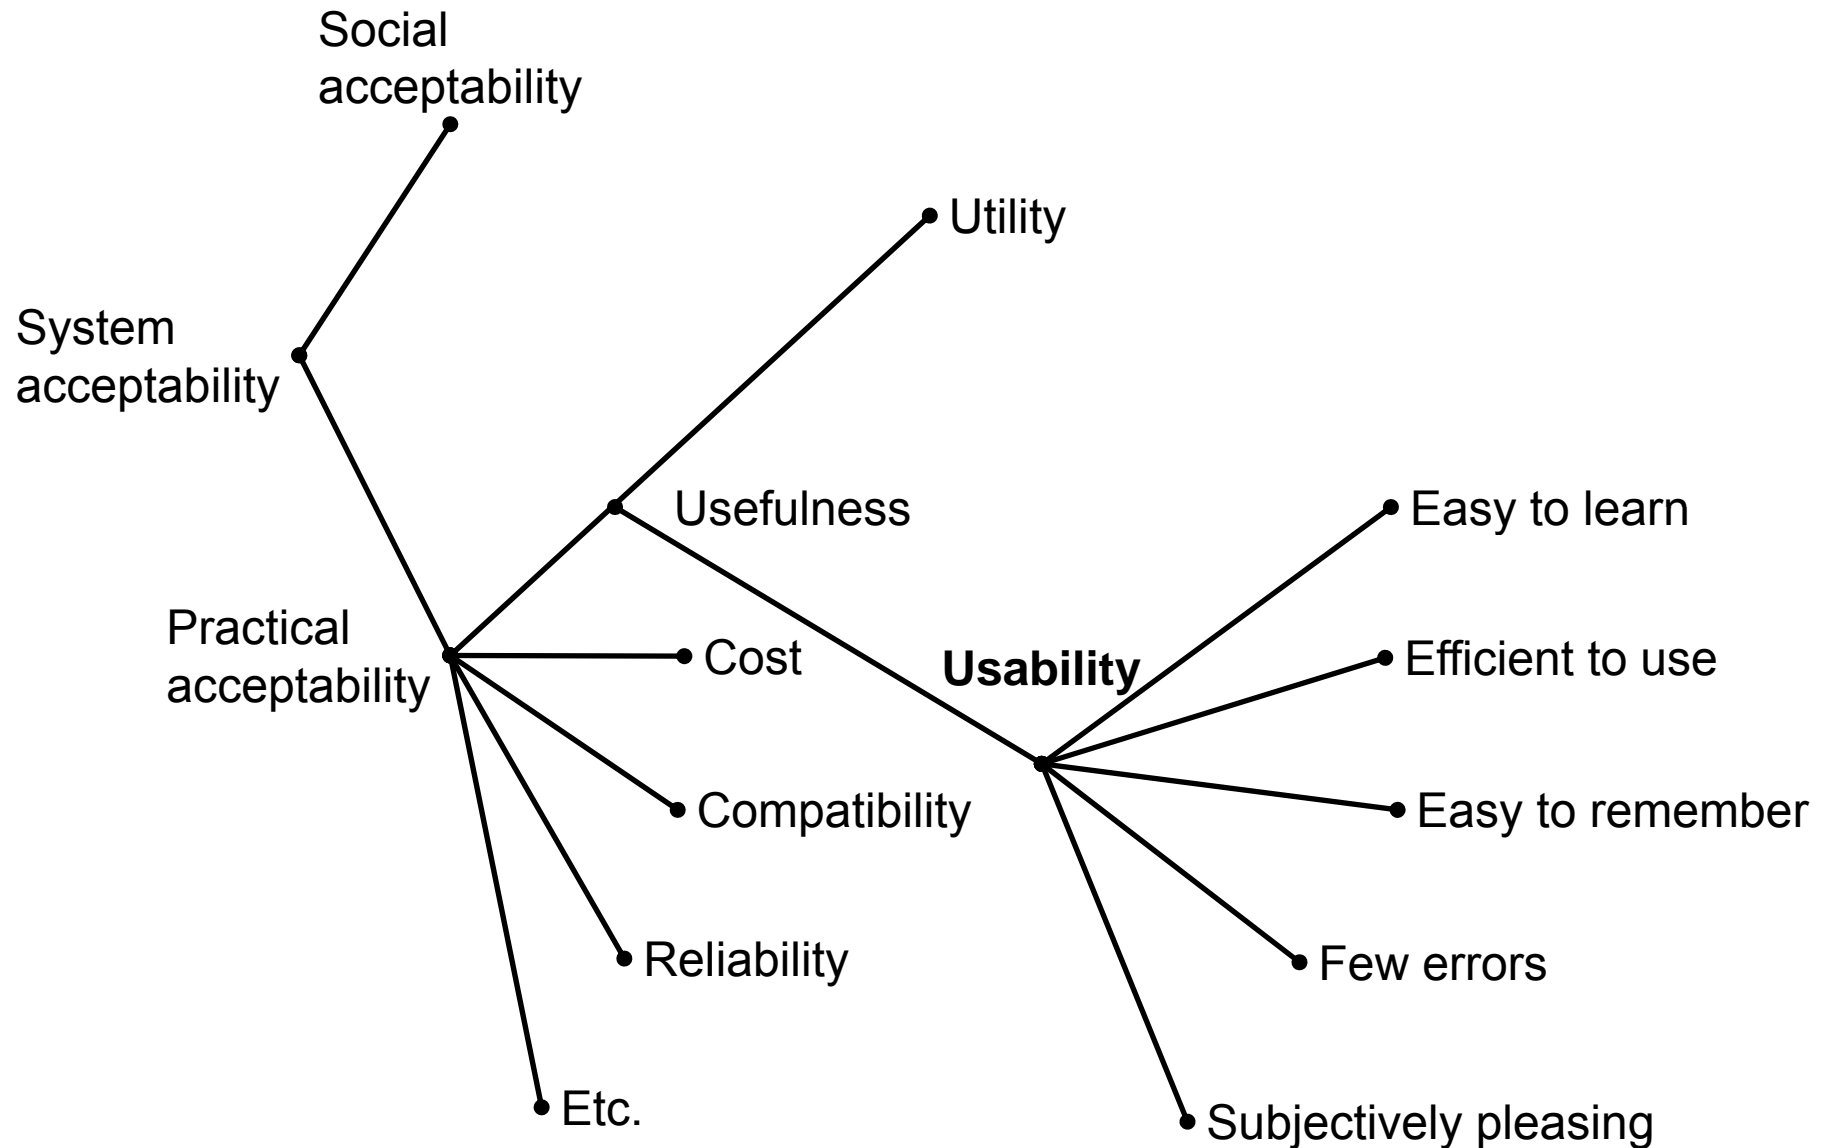 Social
acceptability
Utility
System
acceptability
Usefulness
Easy to learn
Practical
acceptability
Cost
Usability
Efficient to use
Compatibility
Easy to remember
Reliability
Few errors
Etc.
Subjectively pleasing